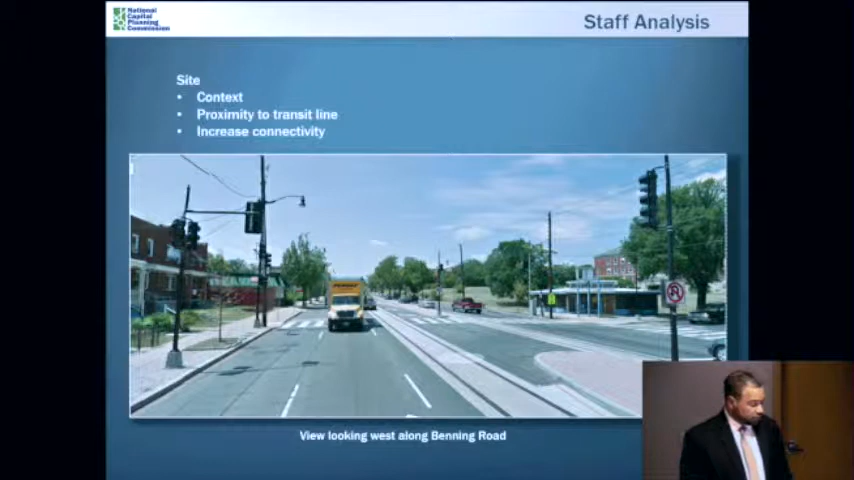 National
Capital
Planning
Commission
Staff Analysis
Site
• Context
• Proximity to transit line
• Increase connectivity
View looking west along Benning Road